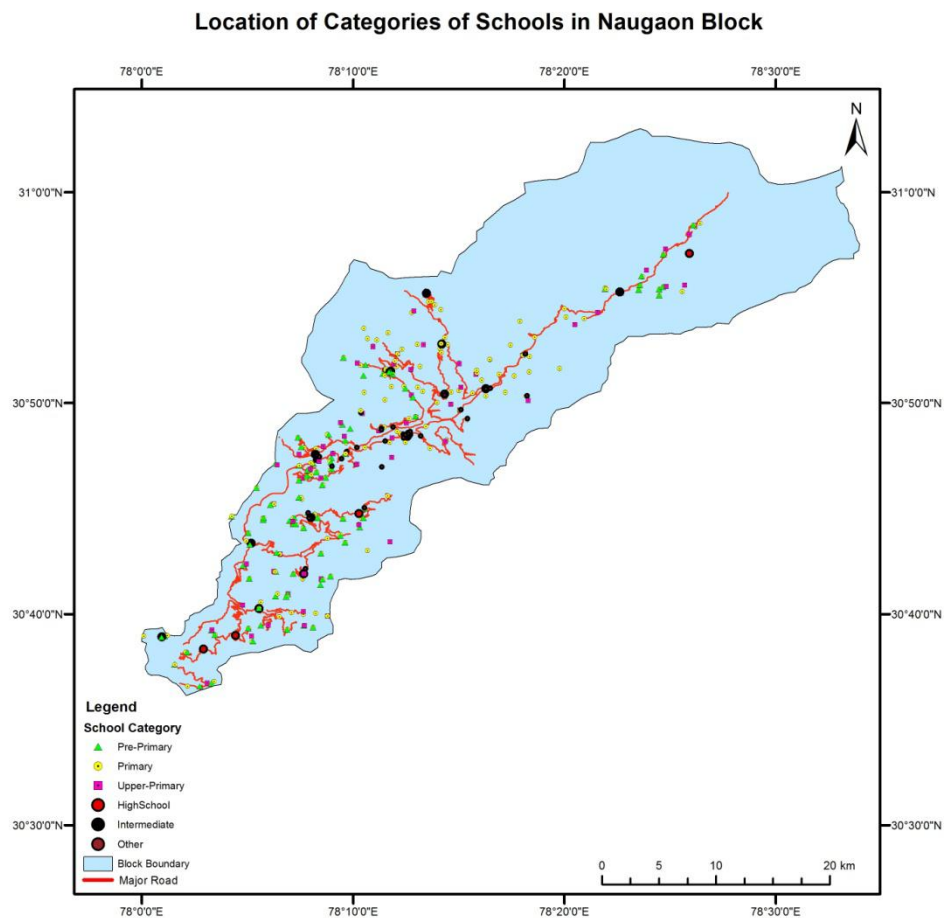 Location of Categories of Schools in Naugaon Block
78°0'0"E 78°10'0"E 78°20'0"E 78°30'0"E
N
31°0'0"N 31°0'0"N
30°50'0"N 30°50'0"N
30°40'0"N 30°40'0"N
Legend
School Category
Pre-Primary
Primary
Upper-Primary
HighSchool
30°30'0"N Intermediate 30°30'0"N
Other
Block Boundary
Major Road
0 5 10 20 km
78°0'0"E 78°10'0"E 78°20'0"E 78°30'0"E